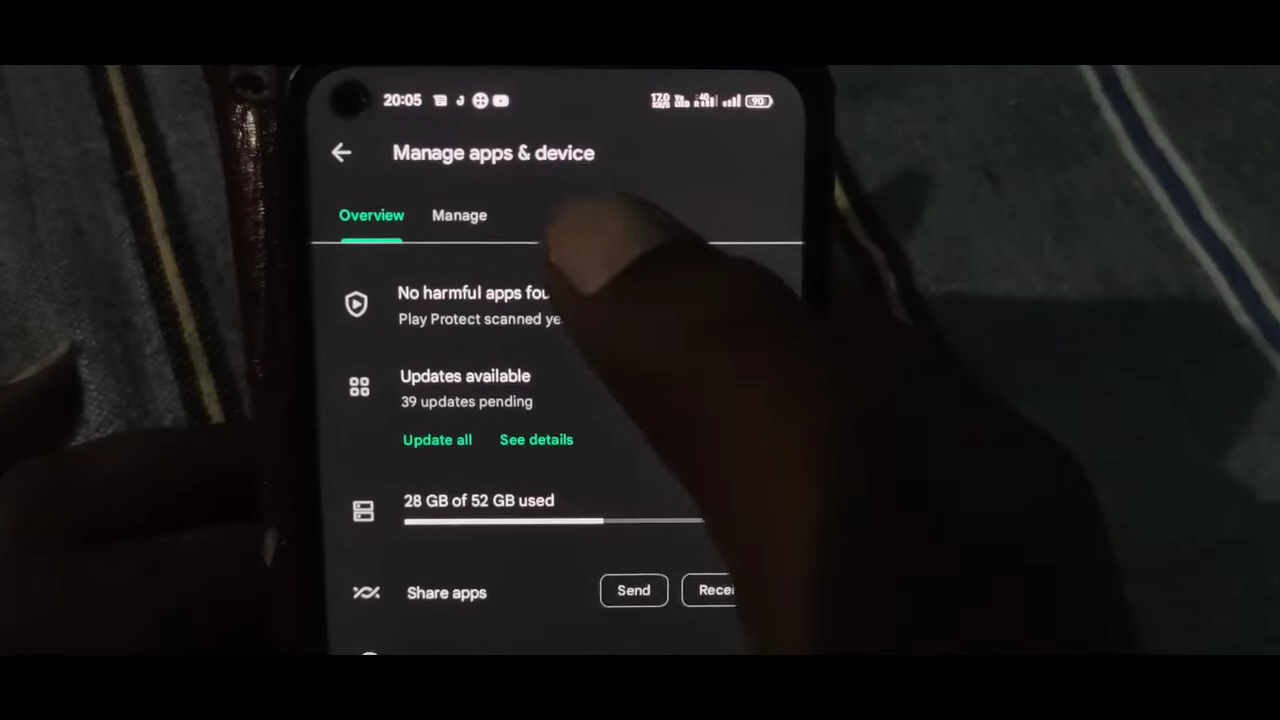 20:05
90
Manage apps & device
Overview Manage
No harmful apps fou
Play Protect scanned ye
Updates available
39 updates pending
Update all See details
28 GB of 52 GB used
Share apps Send Recei